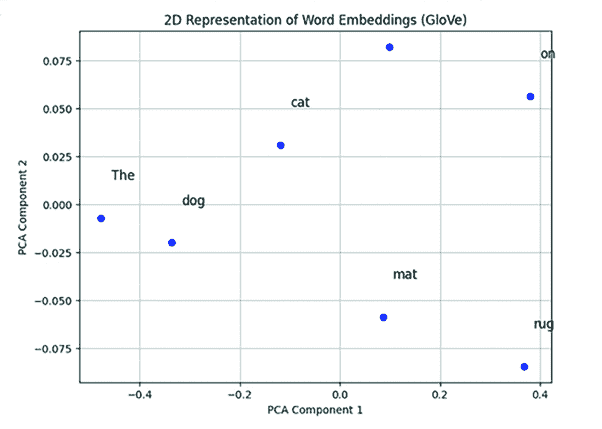 2D Representation of Word Embeddings (GloVe)
on
cat
The
dog
mat
rug
PCA Component 2
0.075
0.050
0.025
0.000
−0.025
−0.050
−0.075
−0.4
−0.2
0.0
0.2
0.4
PCA Component 1